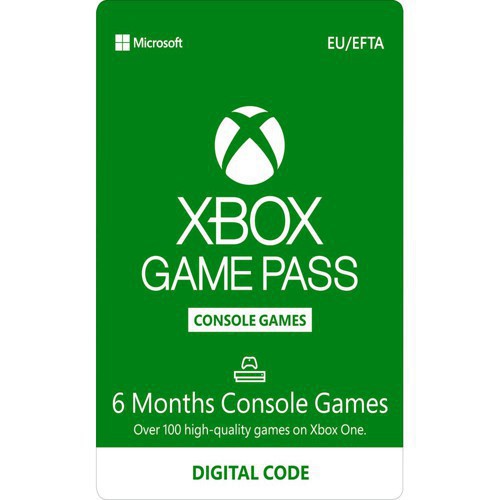 Microsoft
EU/EFTA
XBOX
GAME PASS
CONSOLE GAMES
6 Months Console Games
Over 100 high-quality games on Xbox One.
DIGITAL CODE